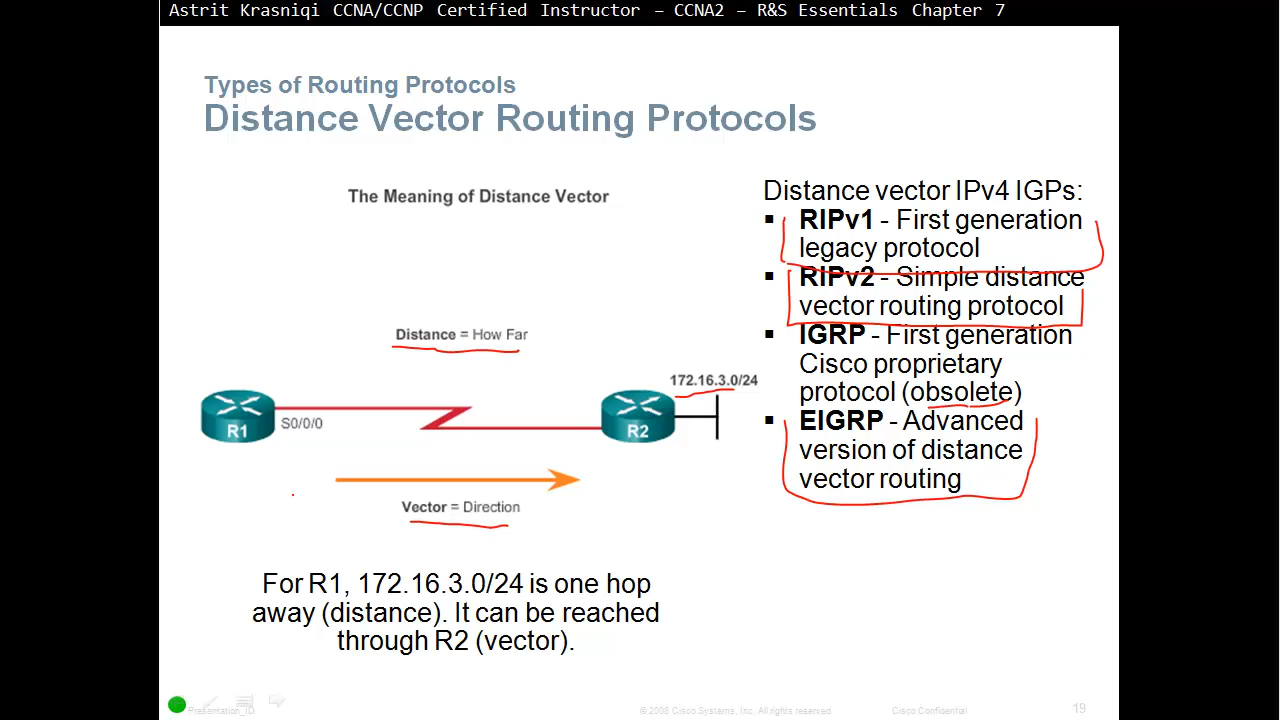 Astrit Krasniqi CCNA/CCNP Certified Instructor – CCNA2 – R&S Essentials Chapter 7
Types of Routing Protocols
Distance Vector Routing Protocols
The Meaning of Distance Vector
Distance = How Far
172.16.3.0/24
R1
S0/0/0
R2
Vector = Direction
For R1, 172.16.3.0/24 is one hop
away (distance). It can be reached
through R2 (vector).
Distance vector IPv4 IGPs:
▪ RIPv1 - First generation
legacy protocol
▪ RIPv2 - Simple distance
vector routing protocol
▪ IGRP - First generation
Cisco proprietary
protocol (obsolete)
▪ EIGRP - Advanced
version of distance
vector routing
Presentation_ID
© 2008 Cisco Systems, Inc. All rights reserved.
Cisco Confidential
19